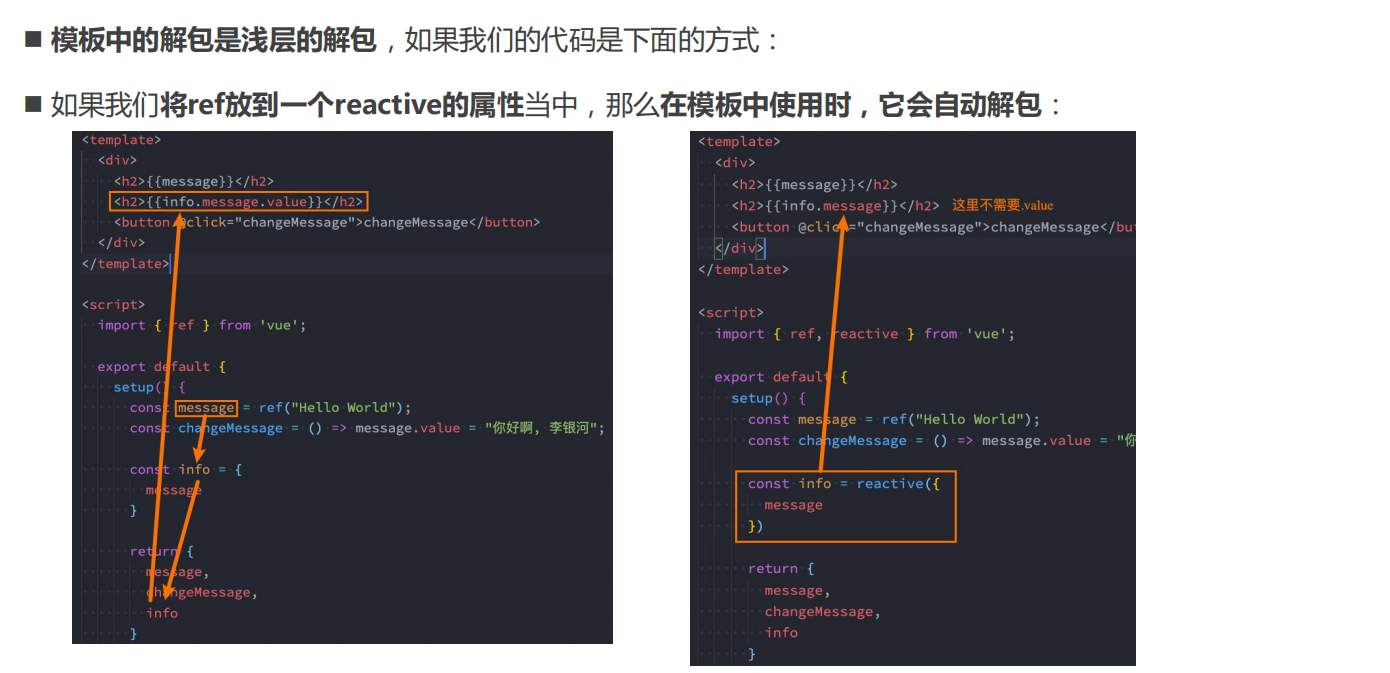 ■ 模板中的解包是浅层的解包，如果我们的代码是下面的方式：
■ 如果我们将ref放到一个reactive的属性当中，那么在模板中使用时，它会自动解包：
<template>
<div>
<h2>{{message}}</h2>
<h2>{{info.message.value}}</h2>
<button @click="changeMessage">changeMessage</button>
</div>
</template>
<script>
import { ref } from 'vue';
export default {
setup() {
const message = ref("Hello World");
const changeMessage = () => message.value = "你好啊, 李银河";
const info = {
message
}
return {
message,
changeMessage,
info
}
<template>
<div>
<h2>{{message}}</h2>
<h2>{{info.message}}</h2> 这里不需要.value
<button @click="changeMessage">changeMessage</bu
</div>
</template>
<script>
import { ref, reactive } from 'vue';
export default {
setup() {
const message = ref("Hello World");
const changeMessage = () => message.value = "你
const info = reactive({
message
})
return {
message,
changeMessage,
info
}